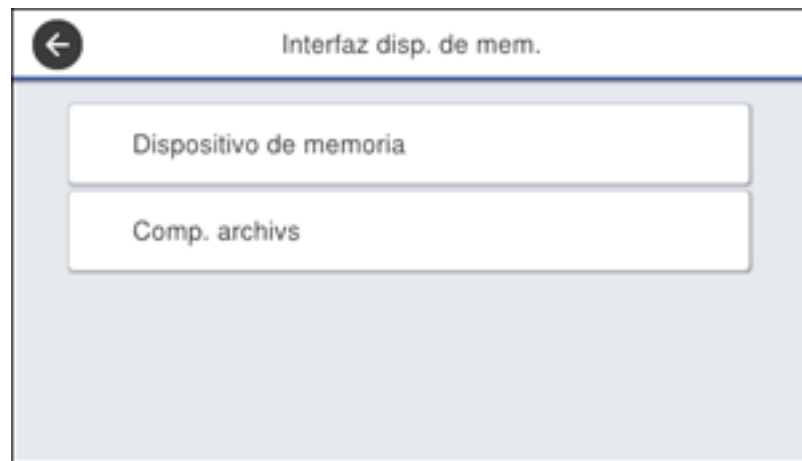 Interfaz disp. de mem.
Dispositivo de memoria
Comp. archivs